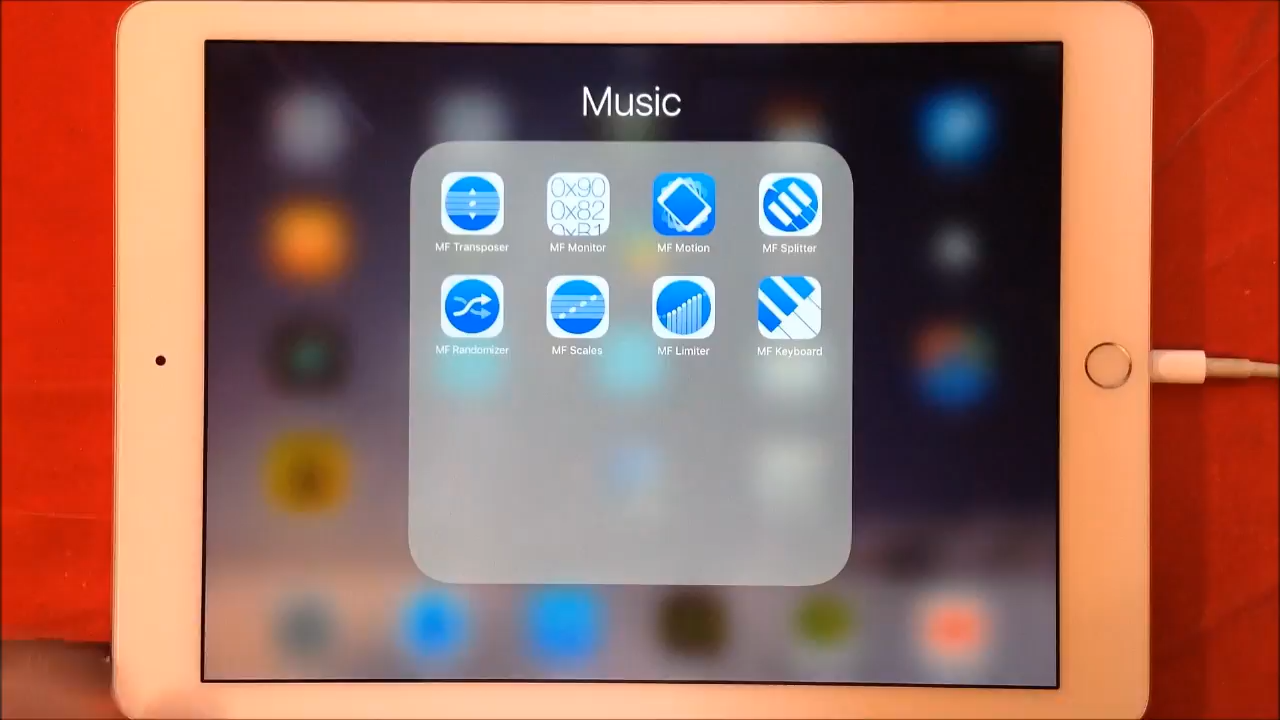 Music
0x90
0x82
0xB1
MF Transposer
MF Monitor
MF Motion
MF Splitter
MF Randomizer
MF Scales
MF Limiter
MF Keyboard